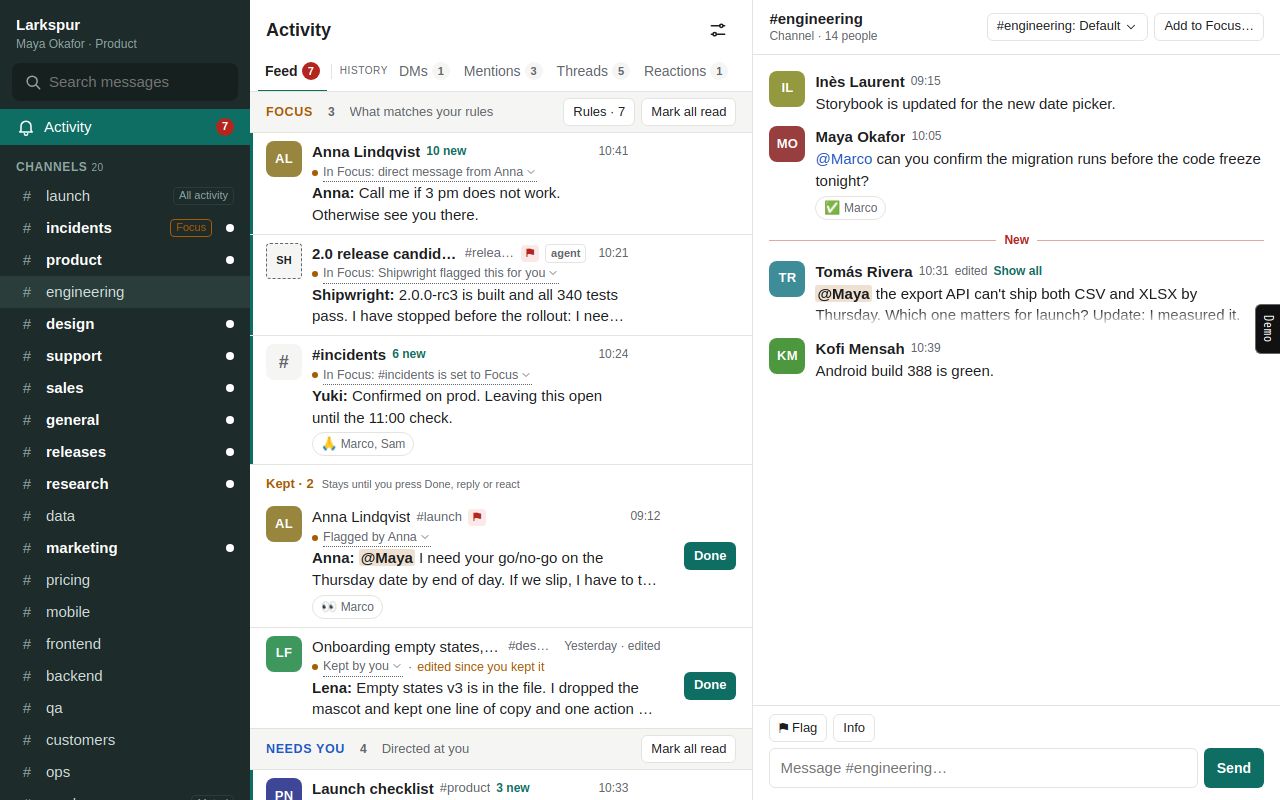 Larkspur
Maya Okafor · Product
Search messages
Activity
7
CHANNELS 20
# launch All activity
# incidents Focus
# product
# engineering
# design
# support
# sales
# general
# releases
# research
# data
# marketing
# pricing
# mobile
# frontend
# backend
# qa
# customers
# ops
Activity
Feed 7
HISTORY
DMs 1
Mentions 3
Threads 5
Reactions 1
FOCUS 3 What matches your rules
Rules · 7
Mark all read
AL
Anna Lindqvist 10 new 10:41
In Focus: direct message from Anna
Anna: Call me if 3 pm does not work.
Otherwise see you there.
SH
2.0 release candid… #relea… agent 10:21
In Focus: Shipwright flagged this for you
Shipwright: 2.0.0-rc3 is built and all 340 tests
pass. I have stopped before the rollout: I nee…
#
#incidents 6 new 10:24
In Focus: #incidents is set to Focus
Yuki: Confirmed on prod. Leaving this open
until the 11:00 check.
🙏 Marco, Sam
Kept · 2 Stays until you press Done, reply or react
AL
Anna Lindqvist #launch 09:12
Flagged by Anna
Anna: @Maya I need your go/no-go on the
Thursday date by end of day. If we slip, I have to t…
👀 Marco
Done
LF
Onboarding empty states,… #des… Yesterday · edited
Kept by you · edited since you kept it
Lena: Empty states v3 is in the file. I dropped the
mascot and kept one line of copy and one action …
Done
NEEDS YOU 4 Directed at you
Mark all read
PN
Launch checklist #product 3 new 10:33
#engineering
Channel · 14 people
#engineering: Default
Add to Focus…
IL
Inès Laurent 09:15
Storybook is updated for the new date picker.
MO
Maya Okafor 10:05
@Marco can you confirm the migration runs before the code freeze
tonight?
✅ Marco
New
TR
Tomás Rivera 10:31 edited Show all
@Maya the export API can't ship both CSV and XLSX by
Thursday. Which one matters for launch? Update: I measured it.
KM
Kofi Mensah 10:39
Android build 388 is green.
Demo
Flag
Info
Message #engineering…
Send